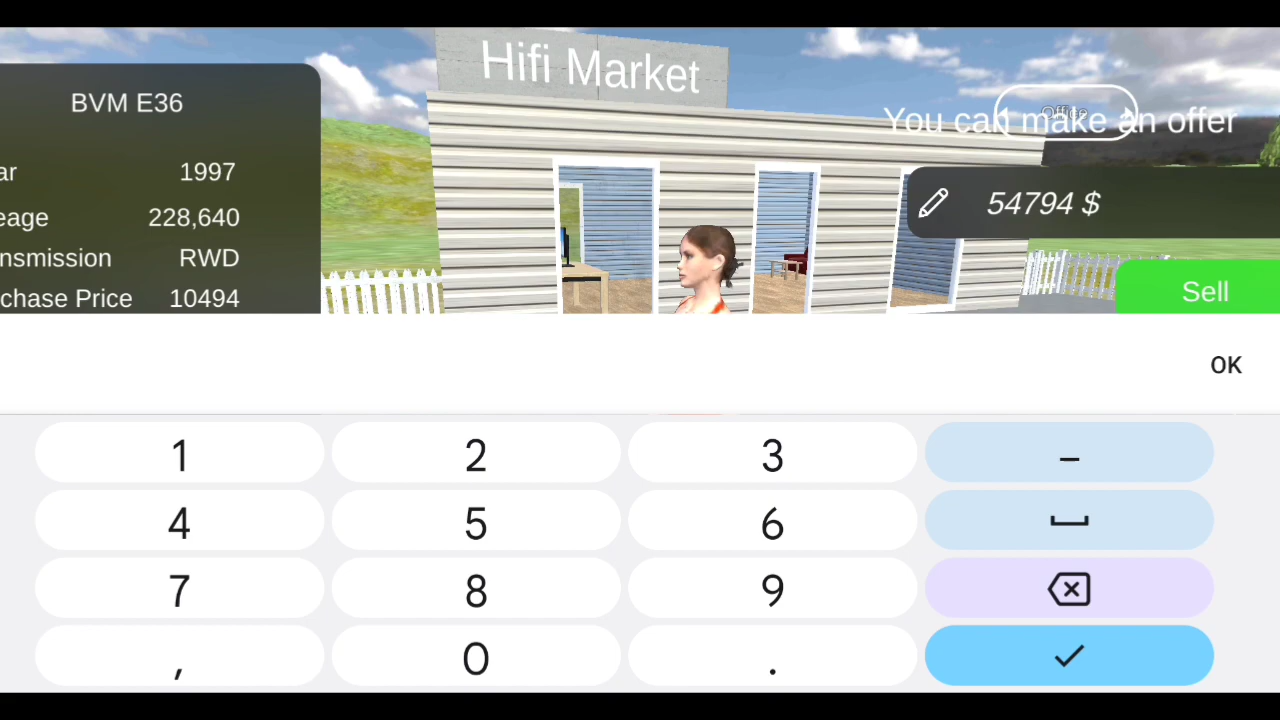 Hifi Market
BVM E36
Office
You can make an offer
ar 1997
54794 $
eage 228,640
nsmission RWD
chase Price 10494
Sell
OK
1 2 3 –
4 5 6
7 8 9
, 0 .